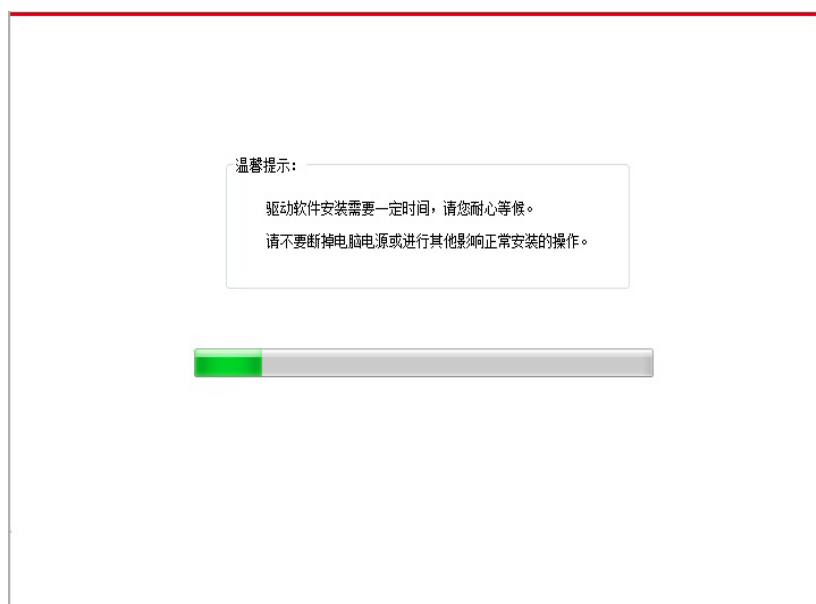 温馨提示：
驱动软件安装需要一定时间，请您耐心等候。
请不要断掉电脑电源或进行其他影响正常安装的操作。